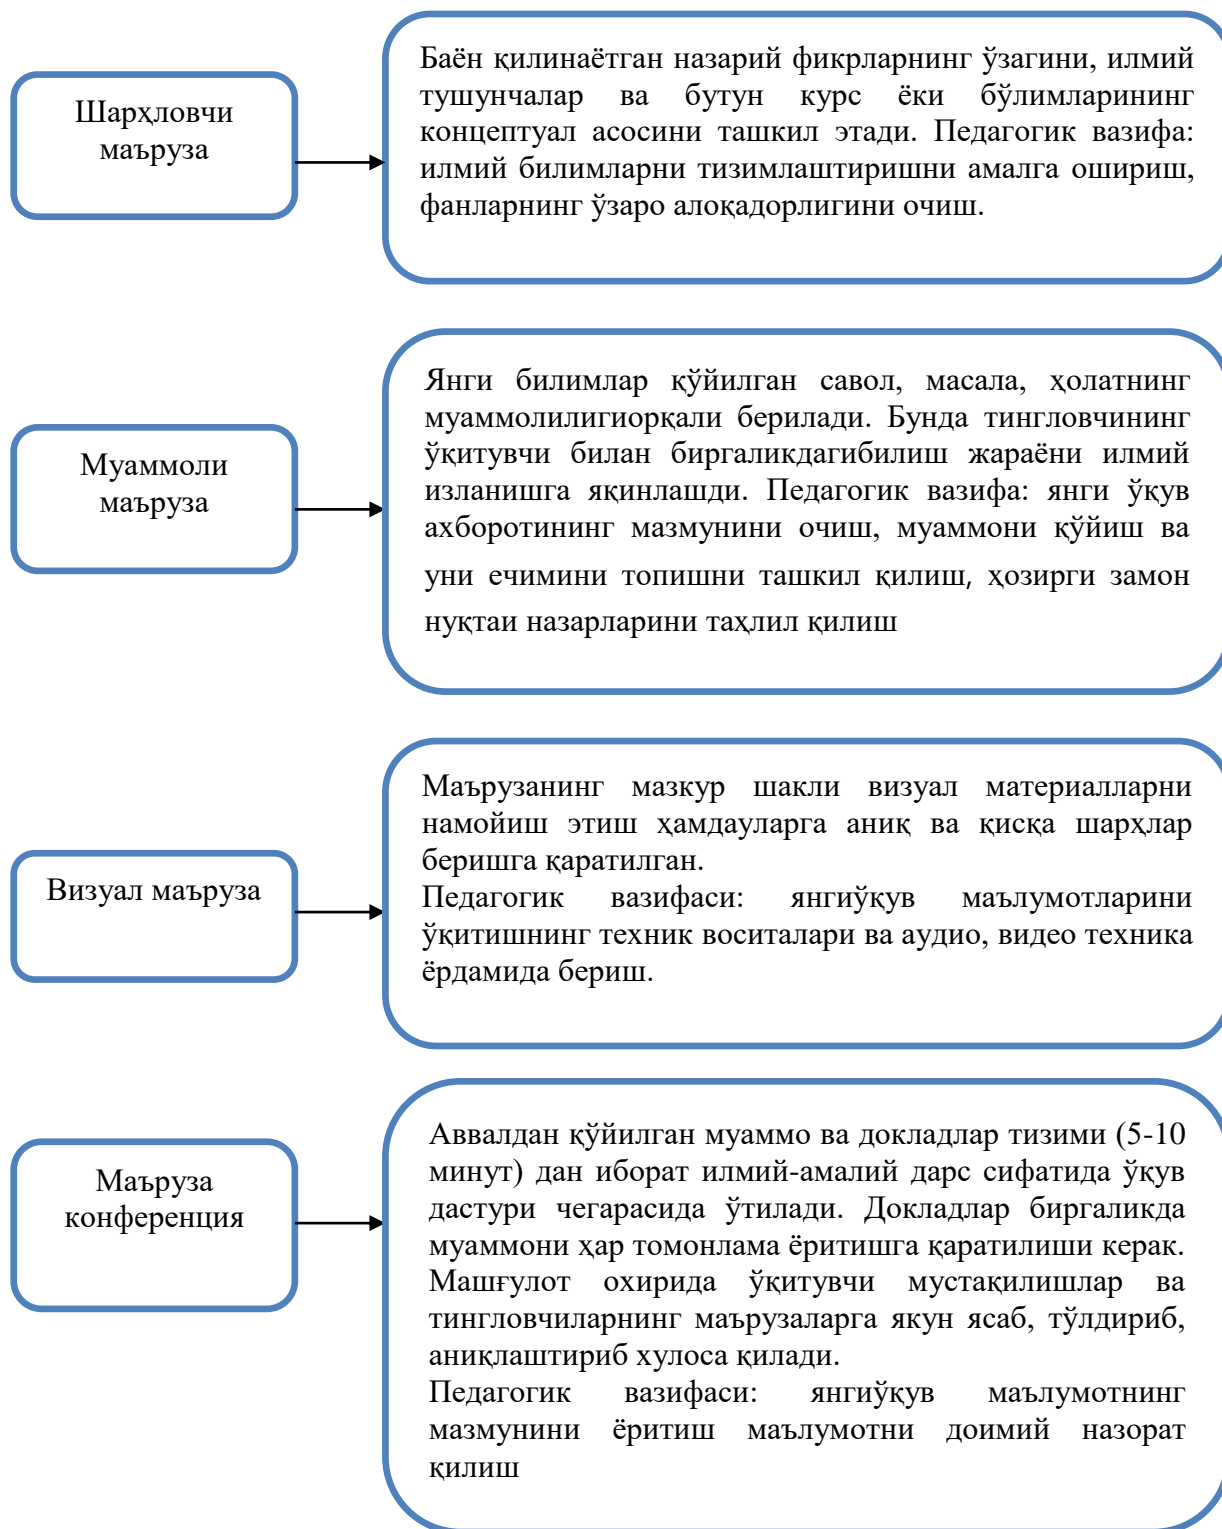 Шарҳловчи
маъруза
Баён қилинаётган назарий фикрларнинг ўзагини, илмий
тушунчалар ва бутун курс ёки бўлимларининг
концептуал асосини ташкил этади. Педагогик вазифа:
илмий билимларни тизимлаштиришни амалга ошириш,
фанларнинг ўзаро алоқадорлигини очиш.
Муаммоли
маъруза
Янги билимлар қўйилган савол, масала, ҳолатнинг
муаммолилигиорқали берилади. Бунда тингловчининг
ўқитувчи билан биргаликдагибилиш жараёни илмий
изланишга яқинлашди. Педагогик вазифа: янги ўқув
ахборотининг мазмунини очиш, муаммони қўйиш ва
уни ечимини топишни ташкил қилиш, ҳозирги замон
нуқтаи назарларини таҳлил қилиш
Визуал маъруза
Маърузанинг мазкур шакли визуал материалларни
намойиш этиш ҳамдауларга аниқ ва қисқа шарҳлар
беришга қаратилган.
Педагогик вазифаси: янгиўқув маълумотларини
ўқитишнинг техник воситалари ва аудио, видео техника
ёрдамида бериш.
Маъруза
конференция
Аввалдан қўйилган муаммо ва докладлар тизими (5-10
минут) дан иборат илмий-амалий дарс сифатида ўқув
дастури чегарасида ўтилади. Докладлар биргаликда
муаммони ҳар томонлама ёритишга қаратилиши керак.
Машғулот охирида ўқитувчи мустақилишлар ва
тингловчиларнинг маърузаларга якун ясаб, тўлдириб,
аниқлаштириб хулоса қилади.
Педагогик вазифаси: янгиўқув маълумотнинг
мазмунини ёритиш маълумотни доимий назорат
қилиш